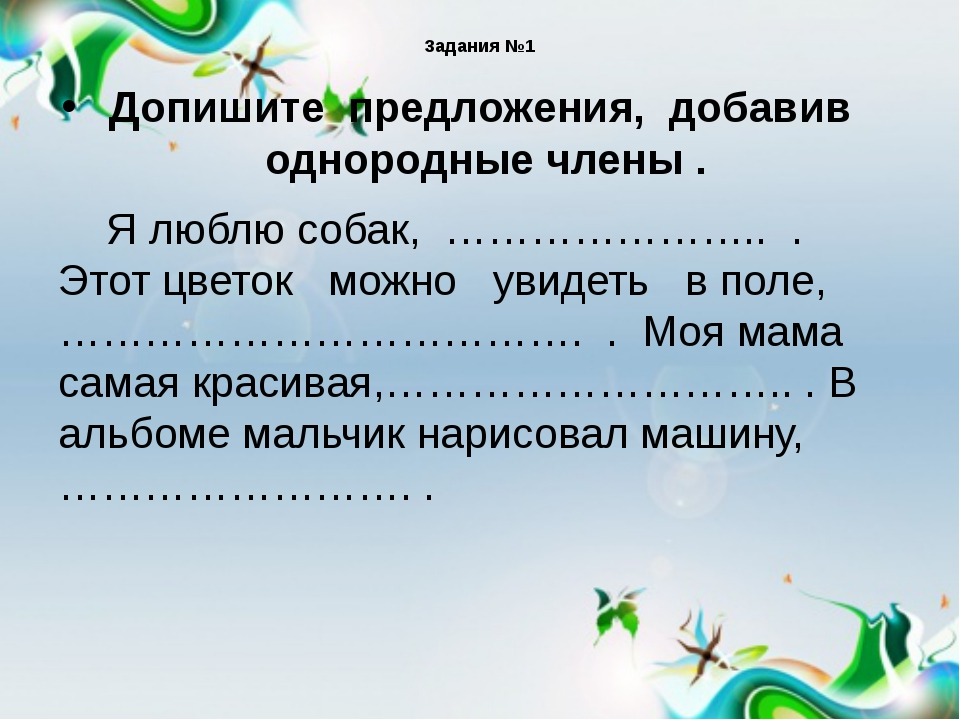 Задания №1
• Допишите предложения, добавив
однородные члены .
Я люблю собак, ………………….. .
Этот цветок можно увидеть в поле,
………………………………. . Моя мама
самая красивая,……………………….. . В
альбоме мальчик нарисовал машину,
……………………. .